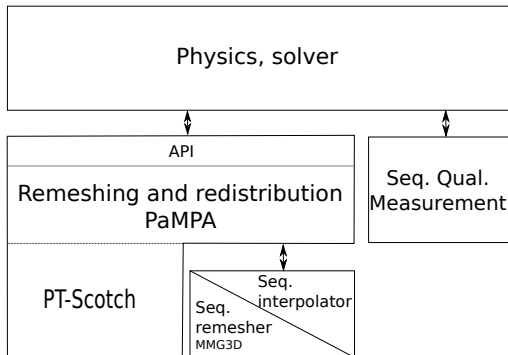 Physics, solver
API
Remeshing and redistribution
PaMPA
Seq. Qual.
Measurement
PT-Scotch
Seq.
interpolator
Seq.
remesher
MMG3D